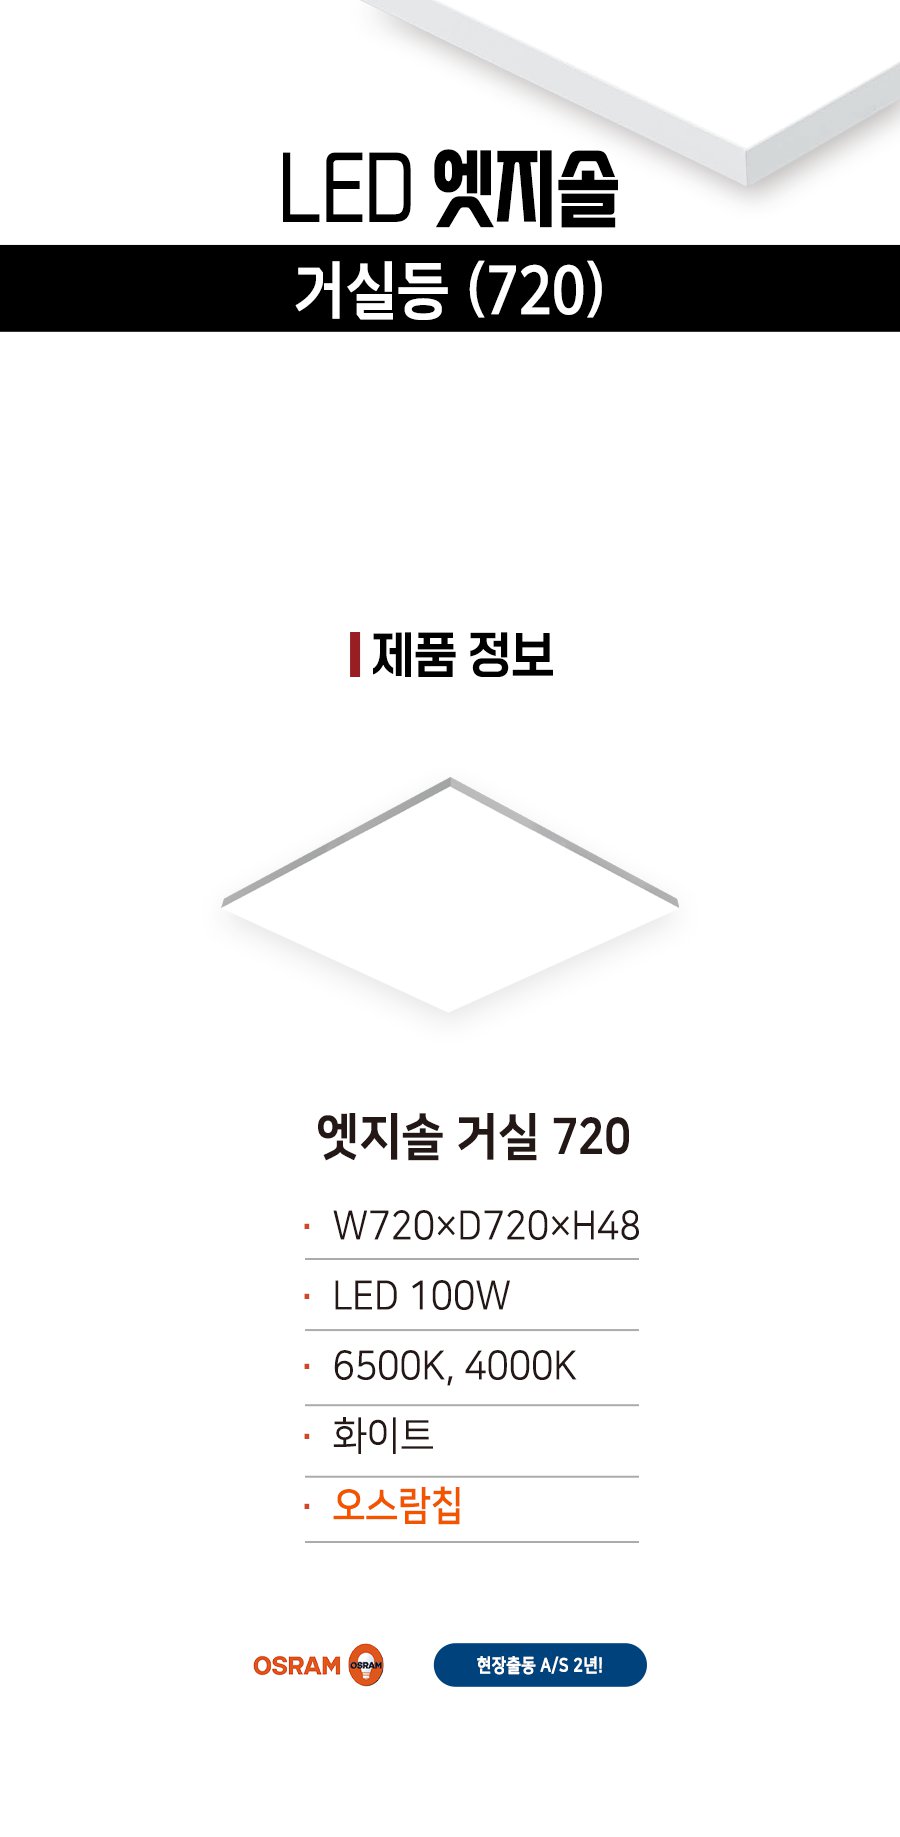 LED 엣지솔
거실등 (720)
제품 정보
엣지솔 거실 720
· W720×D720×H48
· LED 100W
· 6500K, 4000K
· 화이트
· 오스람칩
OSRAM OSRAM 현장출동 A/S 2년!